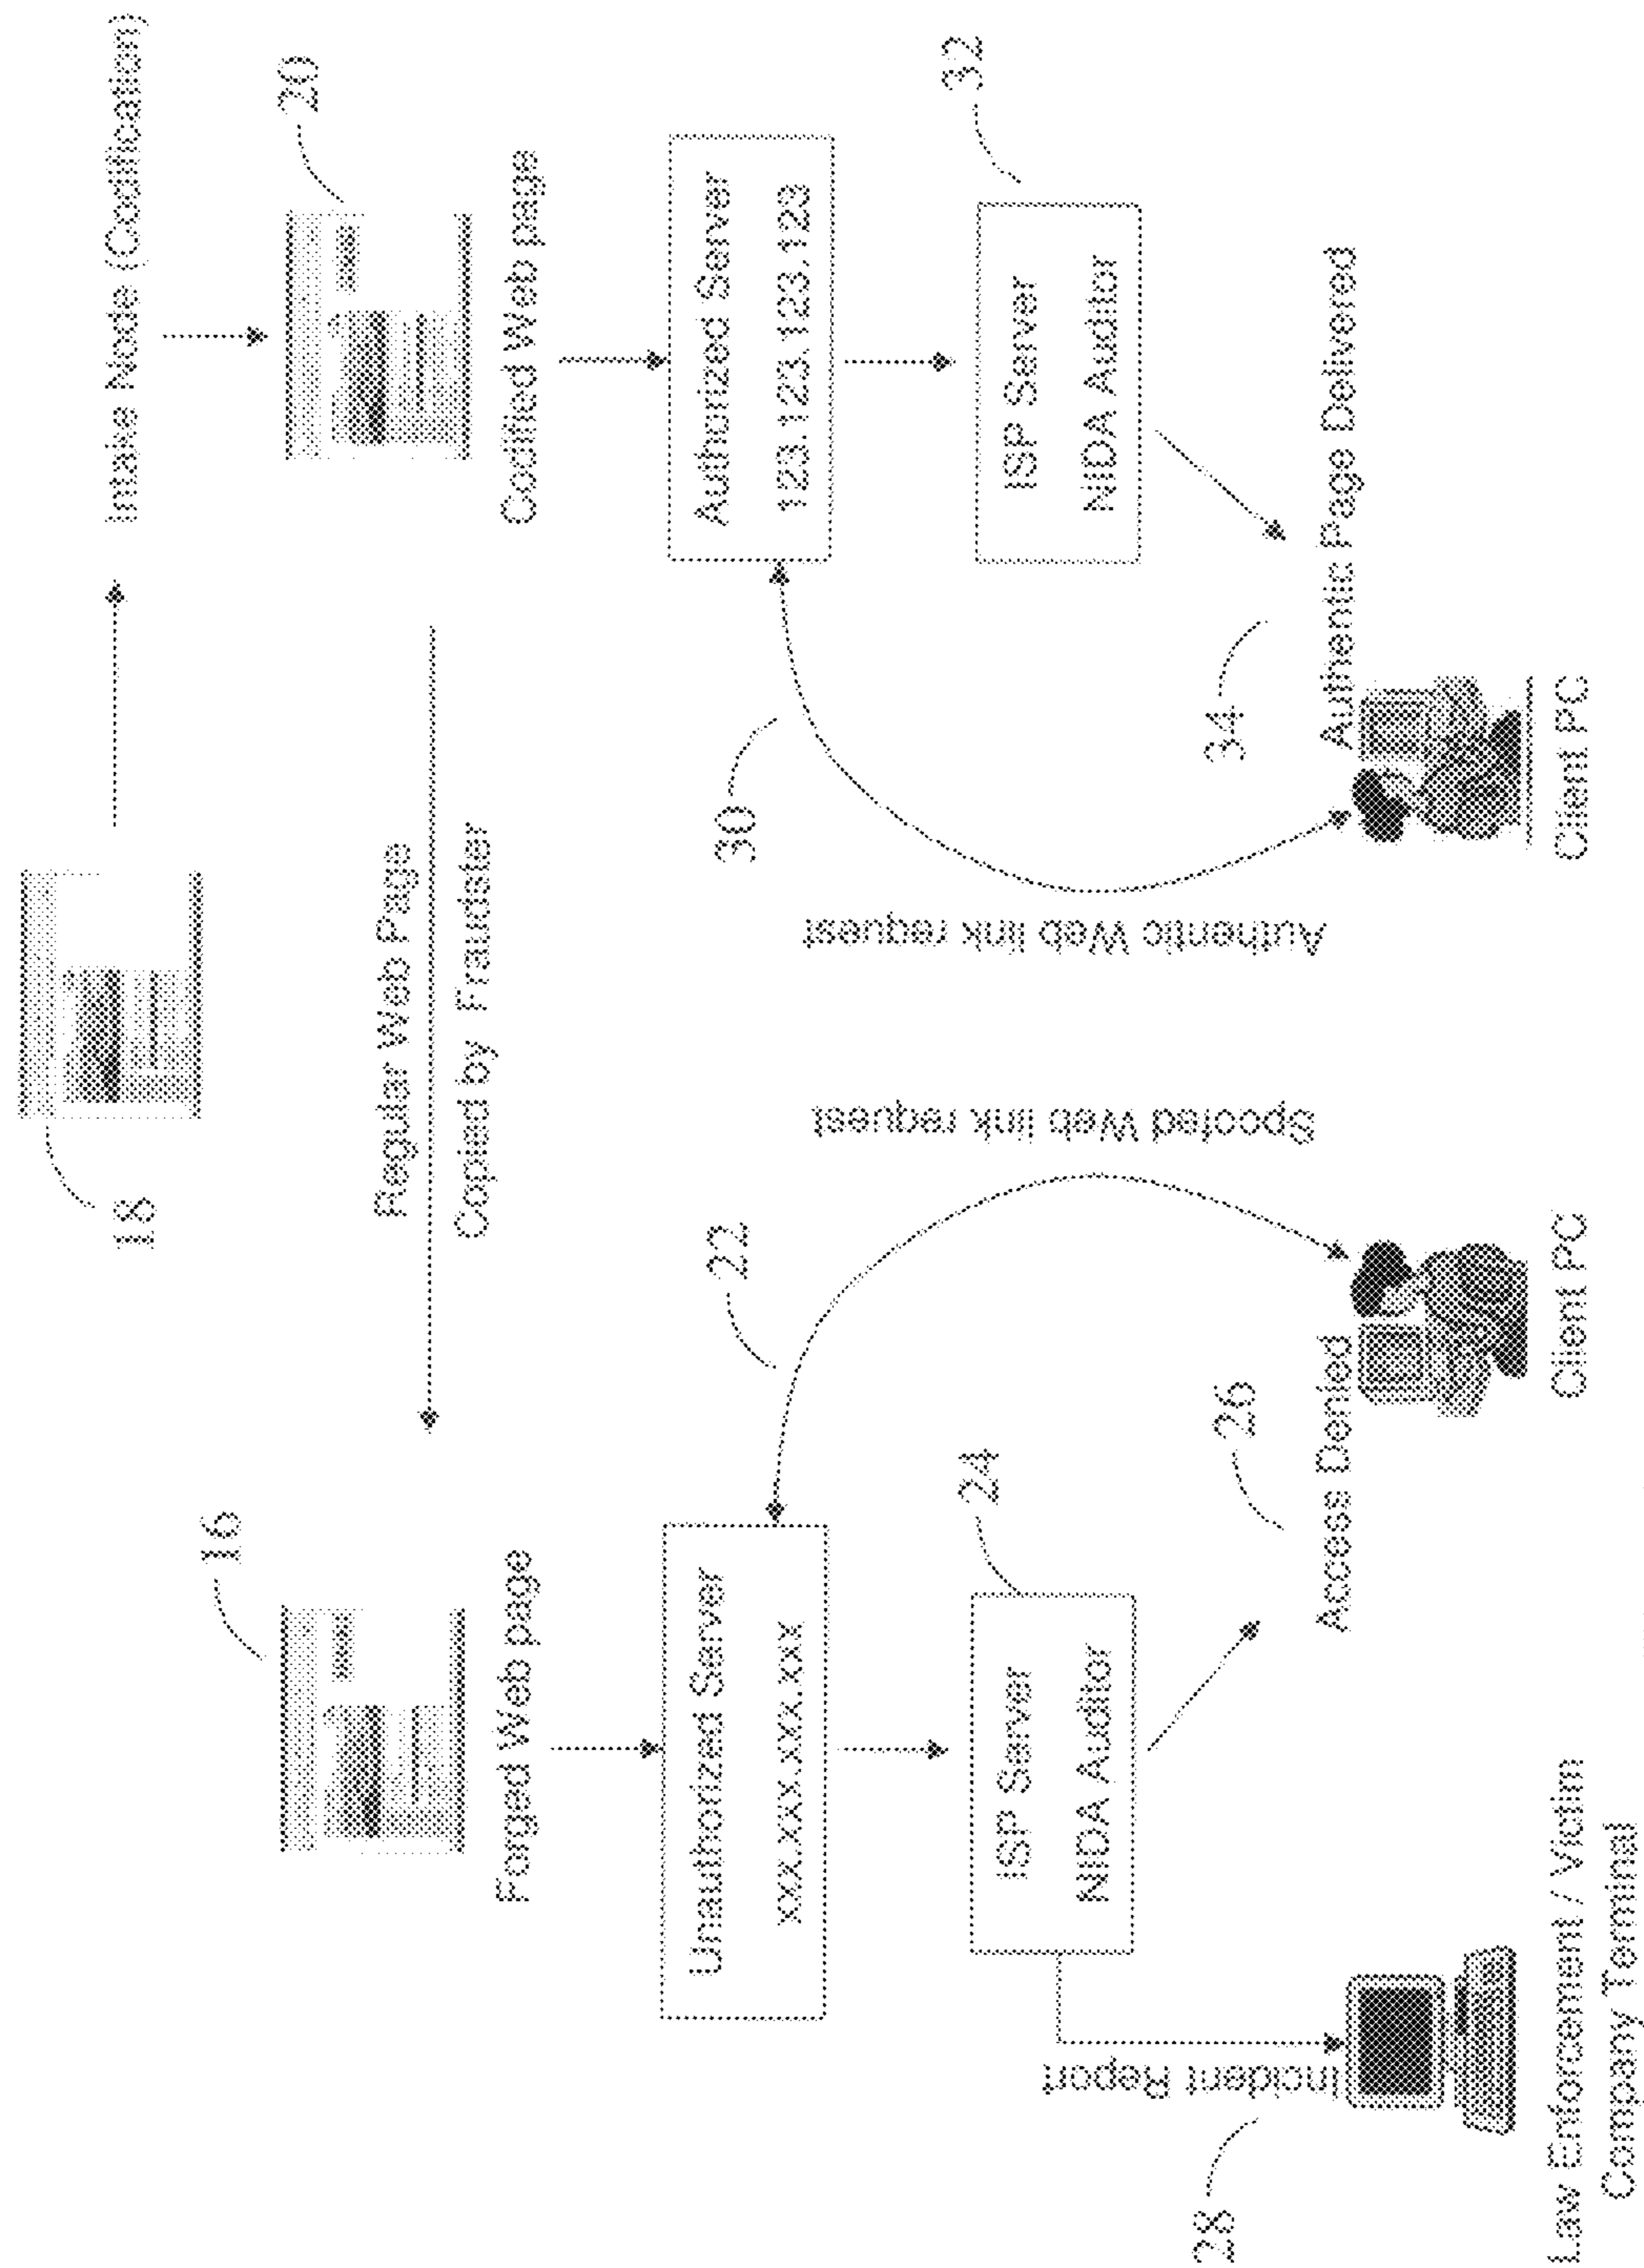 18
Intake Node (Codification)
16
20
Regular Web Page
Copied by Fraudster
Forged Web page
Codified Web page
Unauthorized Server
xxx.xxx.xxx.xxx
22
30
Authorized Server
123.123.123.123
24
ISP Server
NIDA Auditor
Spoofed Web link request
Authentic Web link request
32
ISP Server
NIDA Auditor
28
Incident Report
26
Access Denied
34
Authentic Page Delivered
Law Enforcement / Victim
Company Terminal
Client PC
Client PC